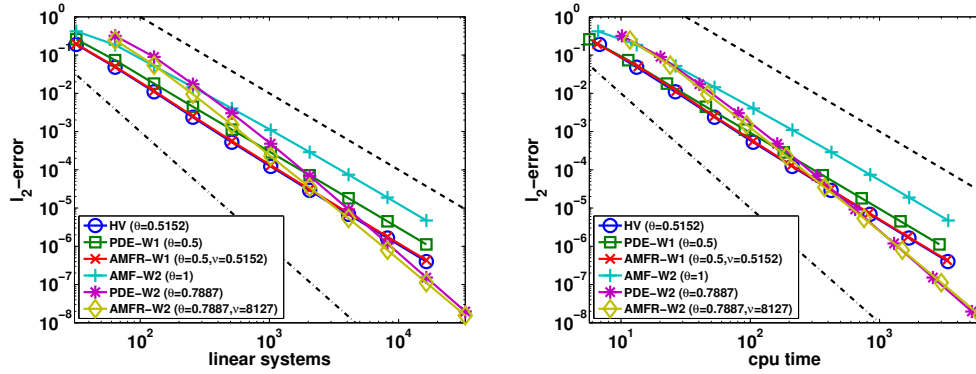 10^0
10^-1
10^-2
10^-3
10^-4
10^-5
10^-6
10^-7
10^-8
l2-error
HV (θ=0.5152)
PDE-W1 (θ=0.5)
AMFR-W1 (θ=0.5,ν=0.5152)
AMF-W2 (θ=1)
PDE-W2 (θ=0.7887)
AMFR-W2 (θ=0.7887,ν=8127)
10^2 10^3 10^4
linear systems
10^0
10^-1
10^-2
10^-3
10^-4
10^-5
10^-6
10^-7
10^-8
l2-error
HV (θ=0.5152)
PDE-W1 (θ=0.5)
AMFR-W1 (θ=0.5,ν=0.5152)
AMF-W2 (θ=1)
PDE-W2 (θ=0.7887)
AMFR-W2 (θ=0.7887,ν=8127)
10^1 10^2 10^3
cpu time